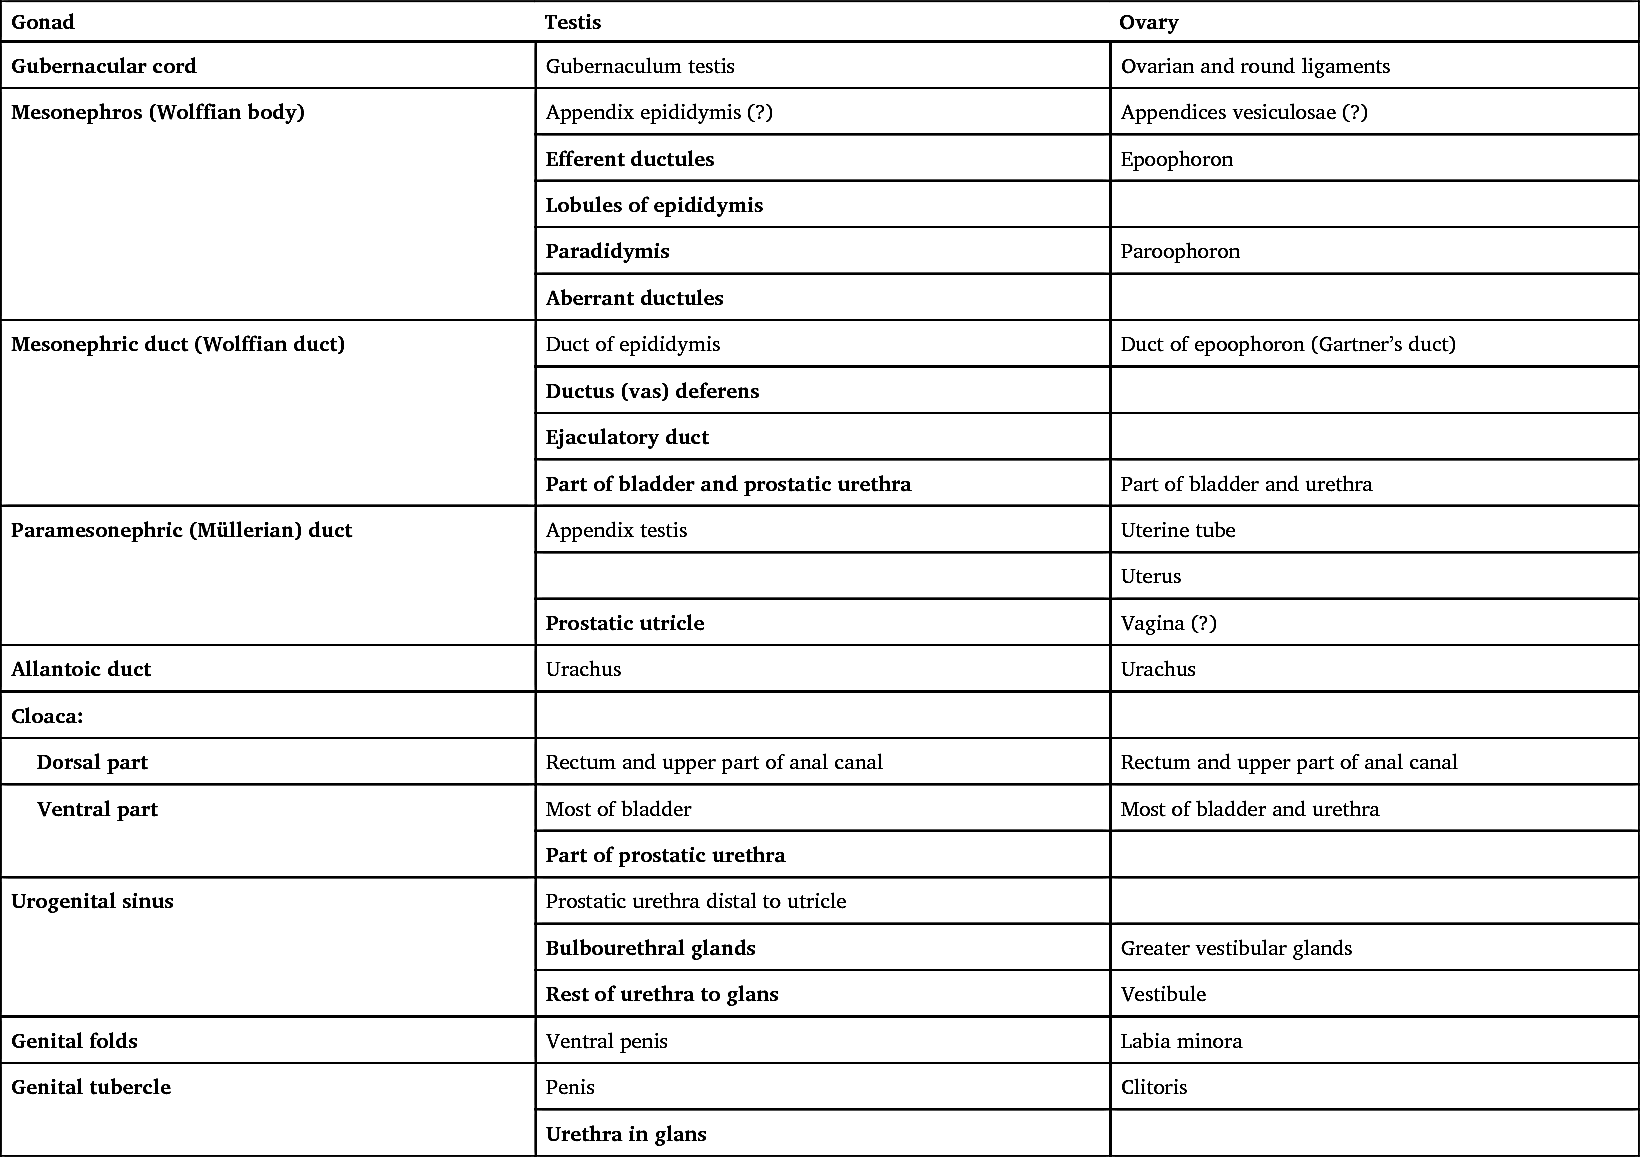 Gonad Testis Ovary
Gubernacular cord Gubernaculum testis Ovarian and round ligaments
Mesonephros (Wolffian body) Appendix epididymis (?) Appendices vesiculosae (?)
Efferent ductules Epoophoron
Lobules of epididymis
Paradidymis Paroophoron
Aberrant ductules
Mesonephric duct (Wolffian duct) Duct of epididymis Duct of epoophoron (Gartner’s duct)
Ductus (vas) deferens
Ejaculatory duct
Part of bladder and prostatic urethra Part of bladder and urethra
Paramesonephric (Müllerian) duct Appendix testis Uterine tube
Uterus
Prostatic utricle Vagina (?)
Allantoic duct Urachus Urachus
Cloaca:
Dorsal part Rectum and upper part of anal canal Rectum and upper part of anal canal
Ventral part Most of bladder Most of bladder and urethra
Part of prostatic urethra
Urogenital sinus Prostatic urethra distal to utricle
Bulbourethral glands Greater vestibular glands
Rest of urethra to glans Vestibule
Genital folds Ventral penis Labia minora
Genital tubercle Penis Clitoris
Urethra in glans